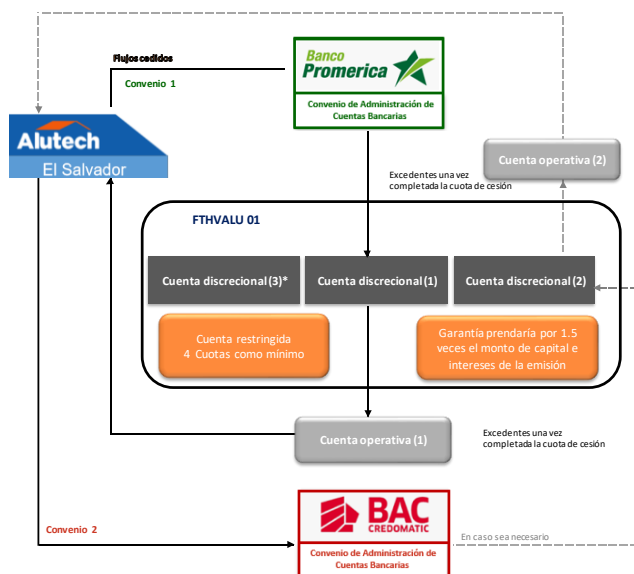 Flujos cedidos
Convenio 1
Banco
Promerica
Convenio de Administración de
Cuentas Bancarias
Alutech
El Salvador
Cuenta operativa (2)
Excedentes una vez
completada la cuota de cesión
FTHVALU 01
Cuenta discrecional (3)*
Cuenta discrecional (1)
Cuenta discrecional (2)
Cuenta restringida
4 Cuotas como mínimo
Garantía prendaría por 1.5
veces el monto de capital e
intereses de la emisión
Cuenta operativa (1)
Excedentes una vez
completada la cuota de cesión
Convenio 2
BAC
CREDOMATIC
Convenio de Administración de
Cuentas Bancarias
En caso sea necesario